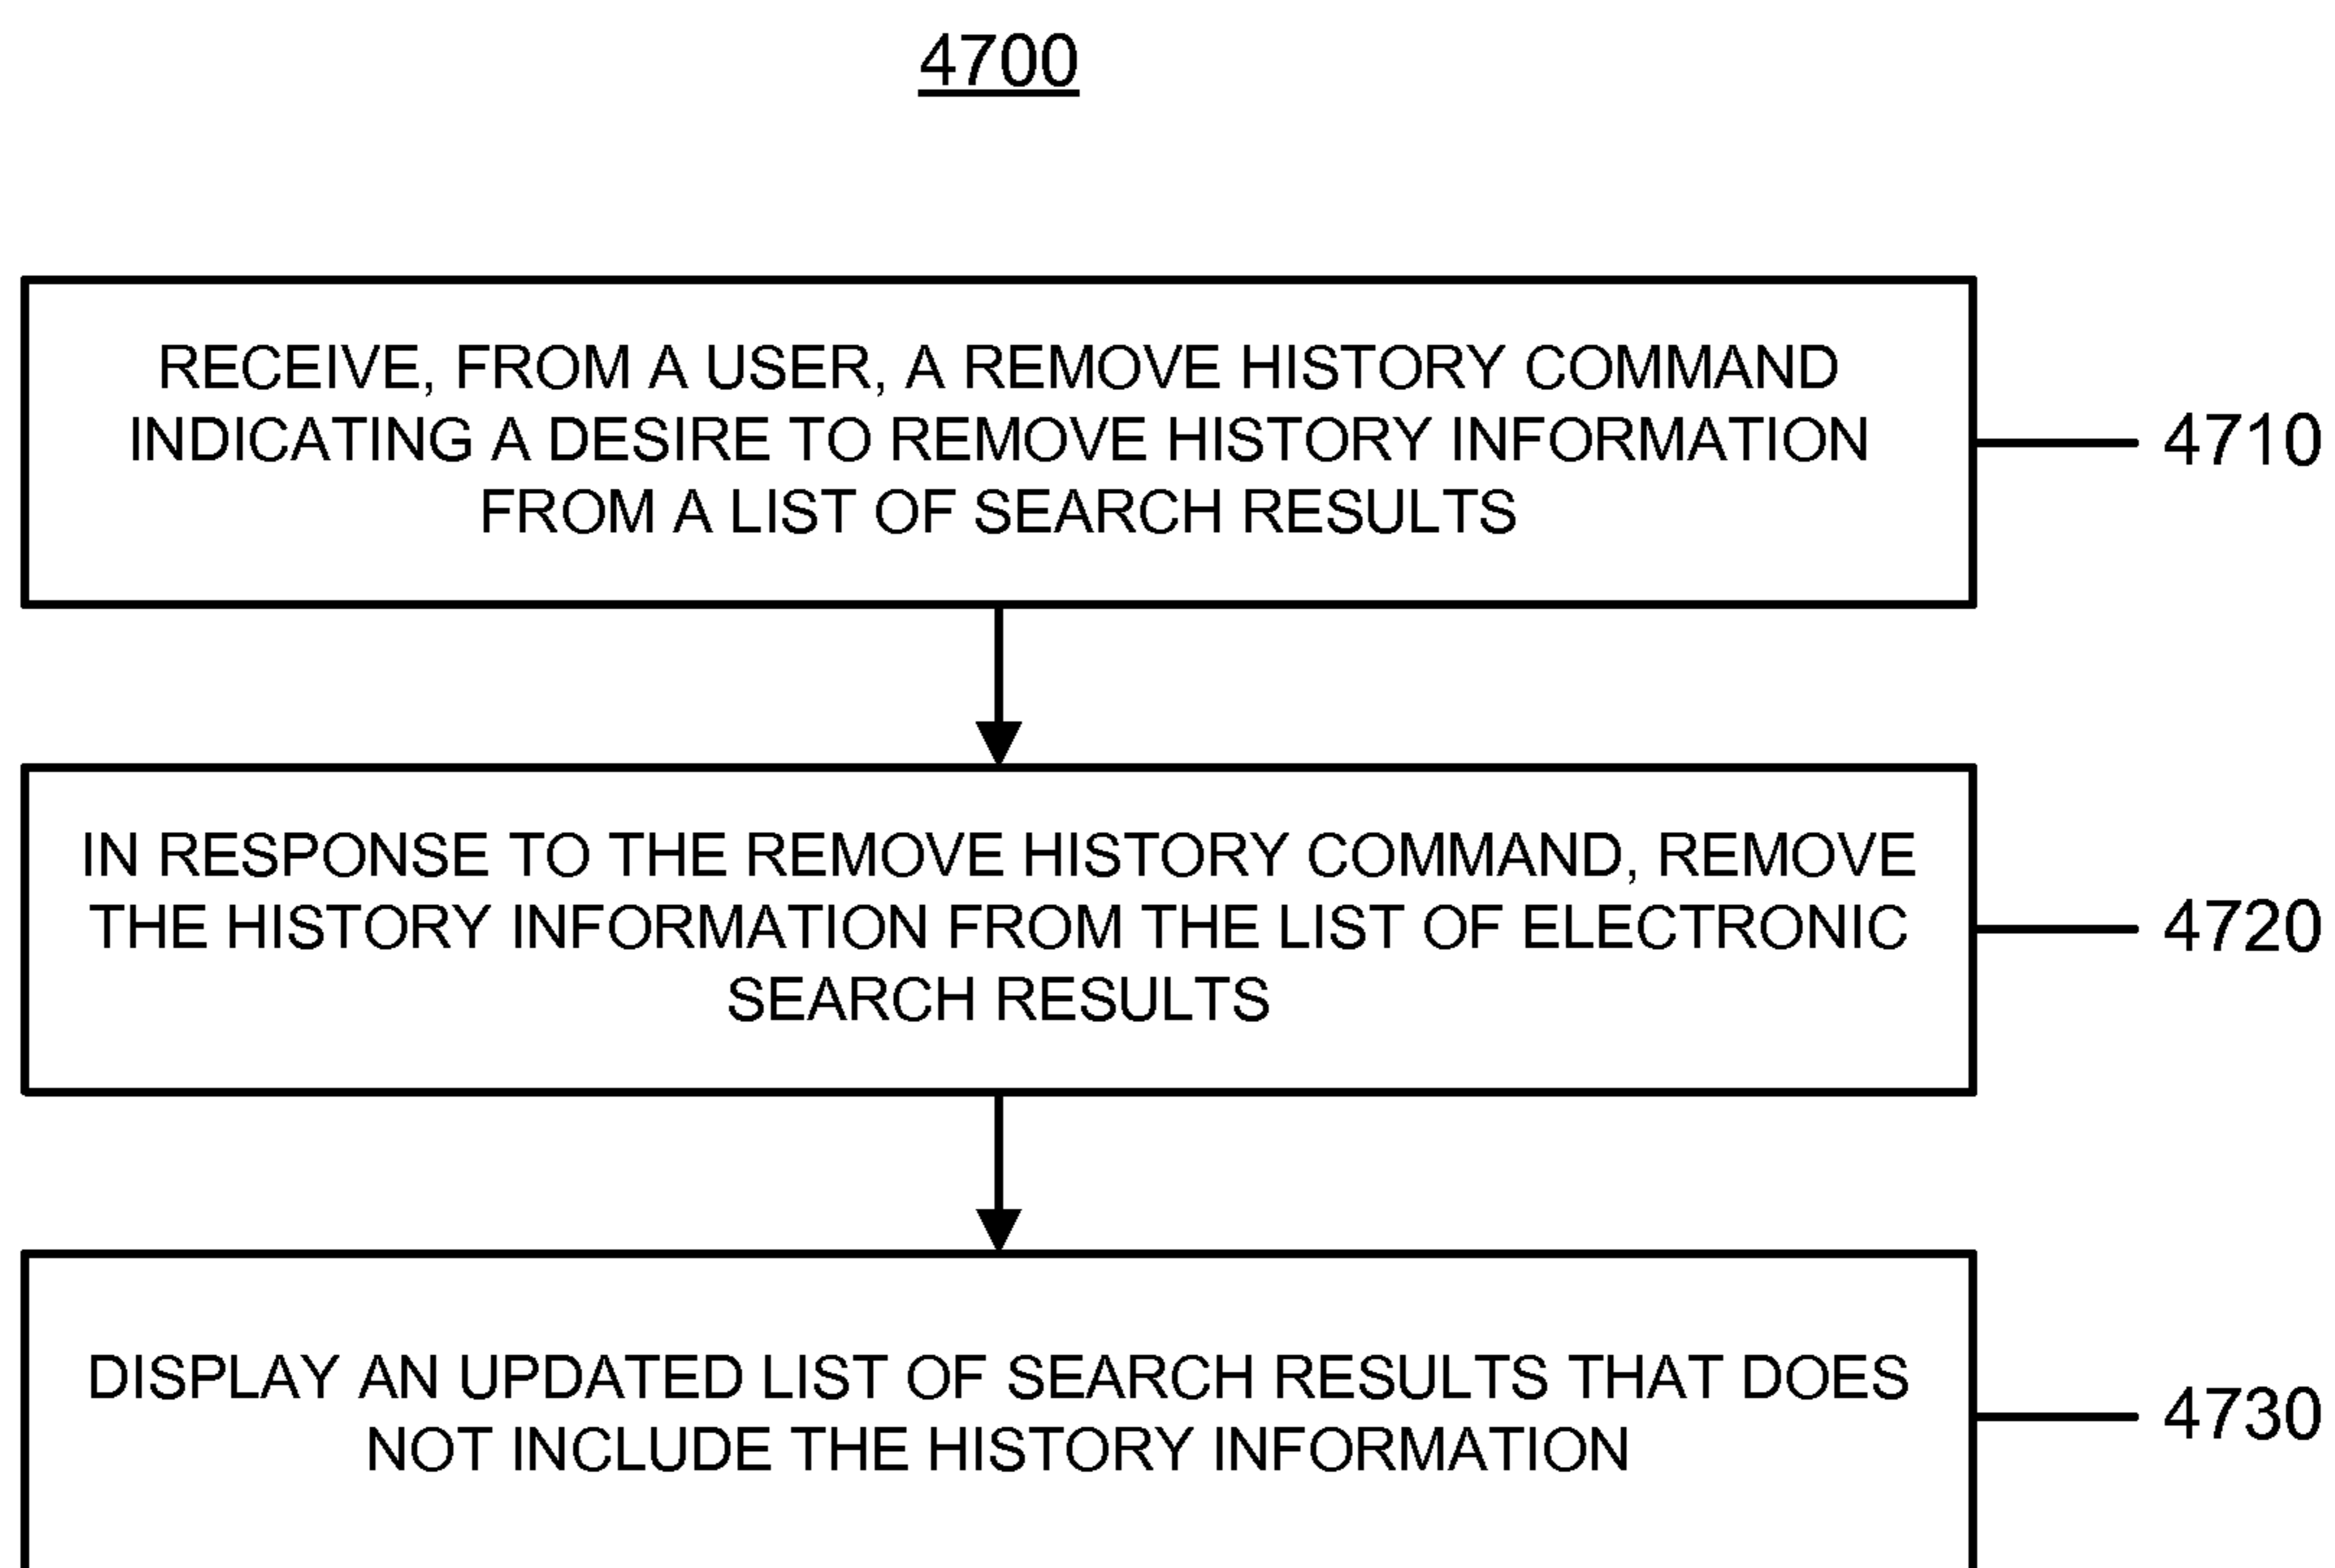 4700
RECEIVE, FROM A USER, A REMOVE HISTORY COMMAND
INDICATING A DESIRE TO REMOVE HISTORY INFORMATION
FROM A LIST OF SEARCH RESULTS
4710
IN RESPONSE TO THE REMOVE HISTORY COMMAND, REMOVE
THE HISTORY INFORMATION FROM THE LIST OF ELECTRONIC
SEARCH RESULTS
4720
DISPLAY AN UPDATED LIST OF SEARCH RESULTS THAT DOES
NOT INCLUDE THE HISTORY INFORMATION
4730